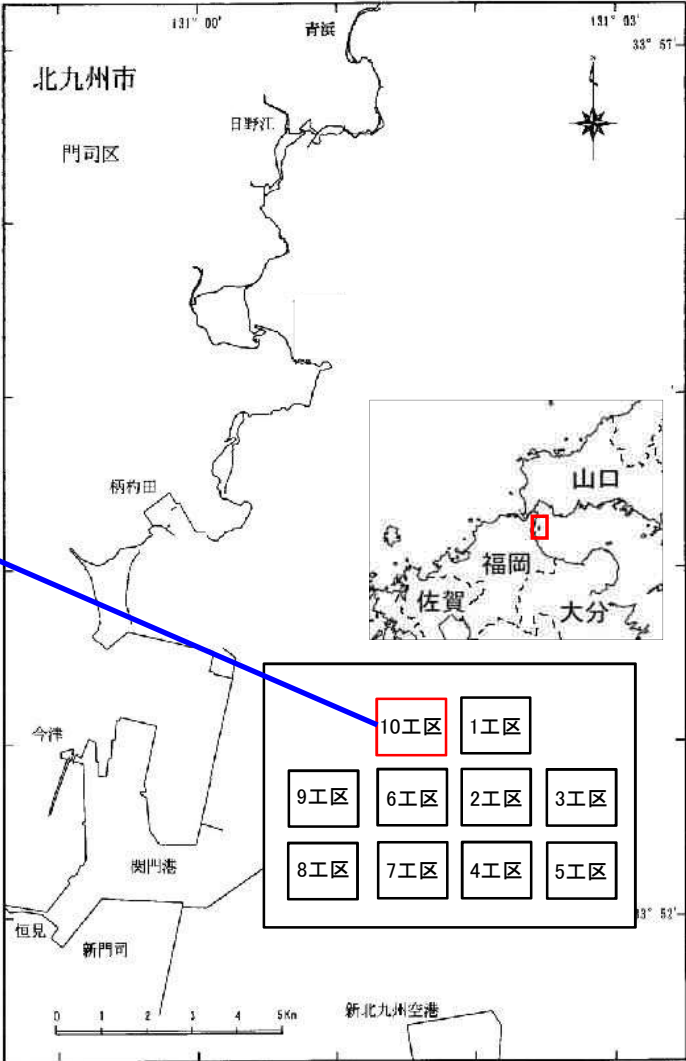 131° 00'
青浜
131° 03'
33° 57'
北九州市
日野江
門司区
山口
柄杓田
福岡
佐賀
大分
10工区
1工区
今津
9工区
6工区
2工区
3工区
関門港
8工区
7工区
4工区
5工区
33° 52'
恒見
新門司
新北九州空港
0 1 2 3 4 5Km